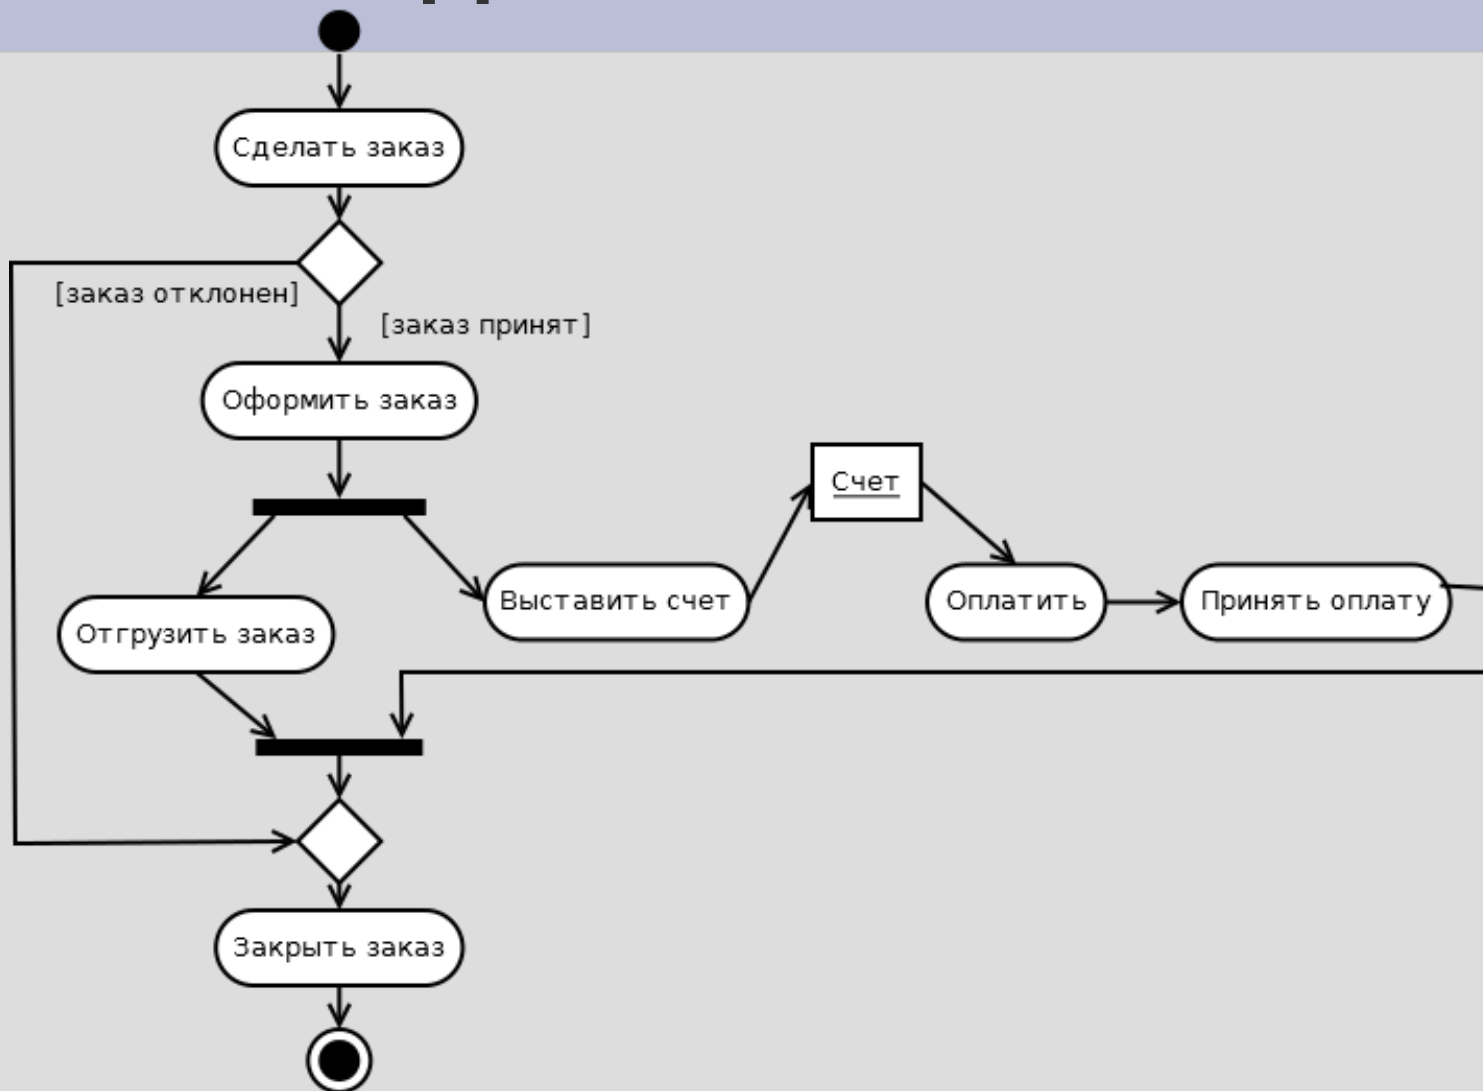 Сделать заказ
[заказ отклонен]
[заказ принят]
Оформить заказ
Счет
Выставить счет
Оплатить
Принять оплату
Отгрузить заказ
Закрыть заказ